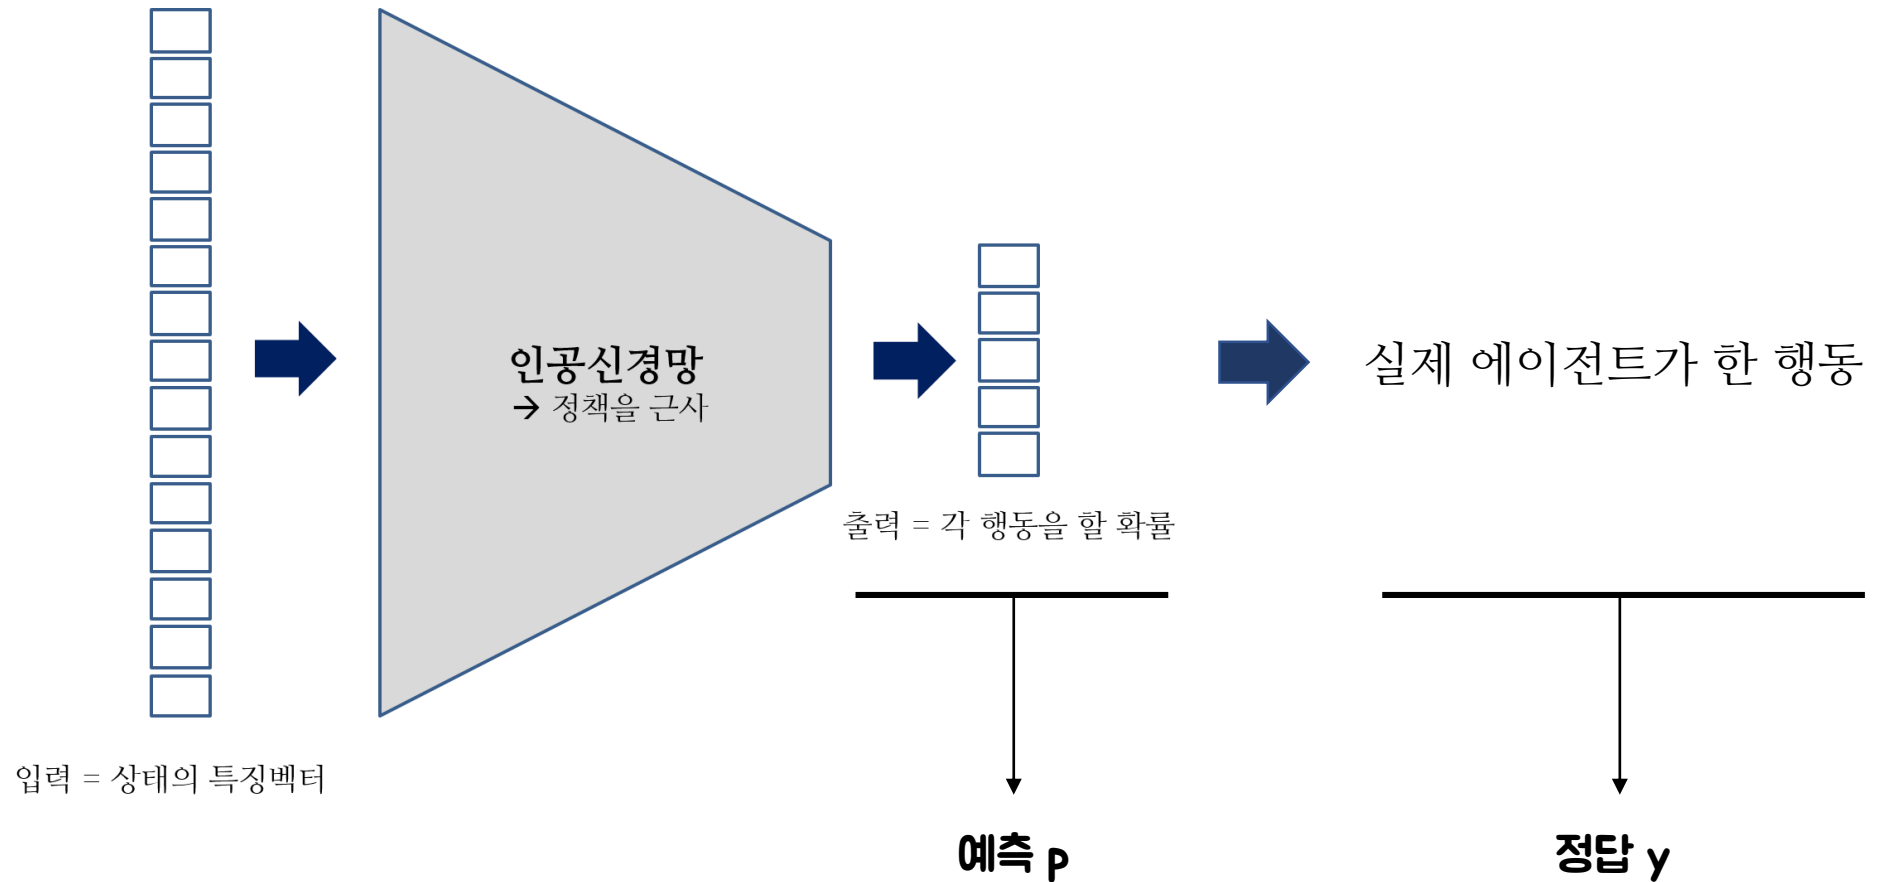 인공신경망
→ 정책을 근사
실제 에이전트가 한 행동
출력 = 각 행동을 할 확률
입력 = 상태의 특징벡터
예측 p
정답 y